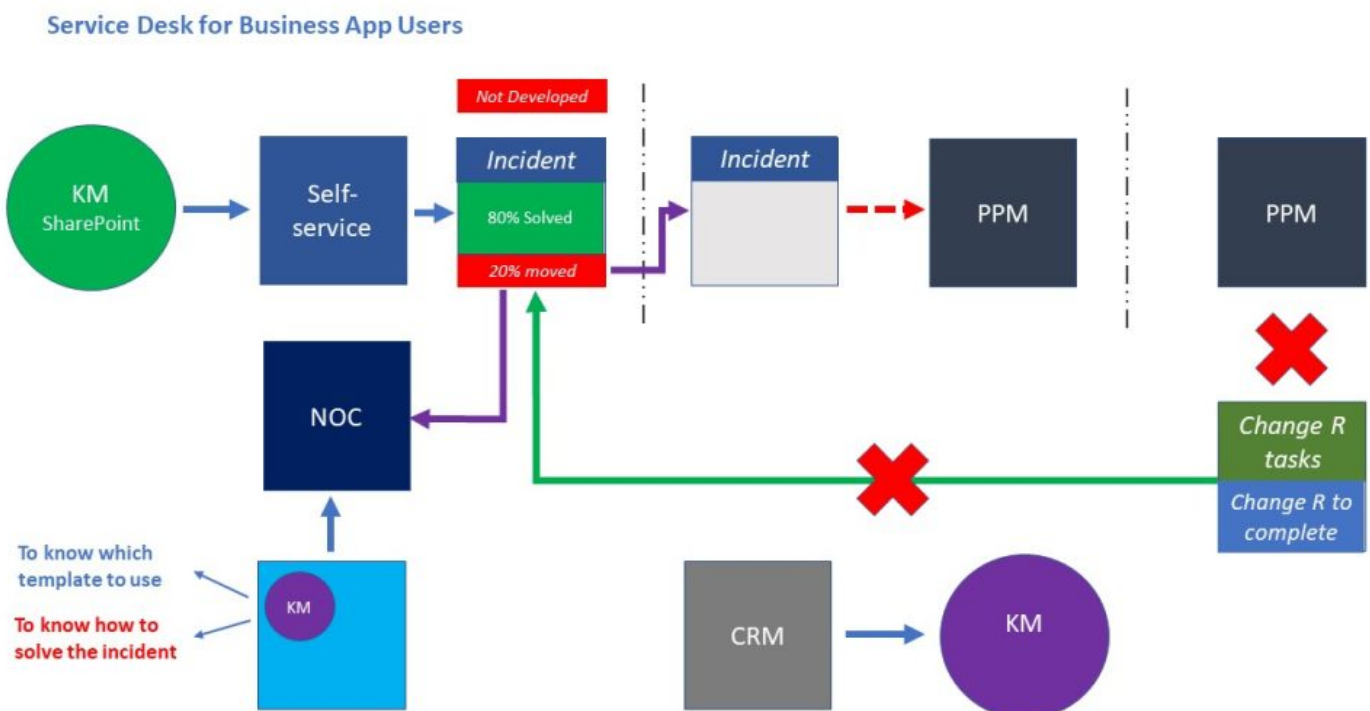 Service Desk for Business App Users
Not Developed
KM
SharePoint
Self-
service
Incident
80% Solved
20% moved
Incident
PPM
PPM
NOC
Change R
tasks
Change R to
complete
To know which
template to use
To know how to
solve the incident
KM
CRM
KM